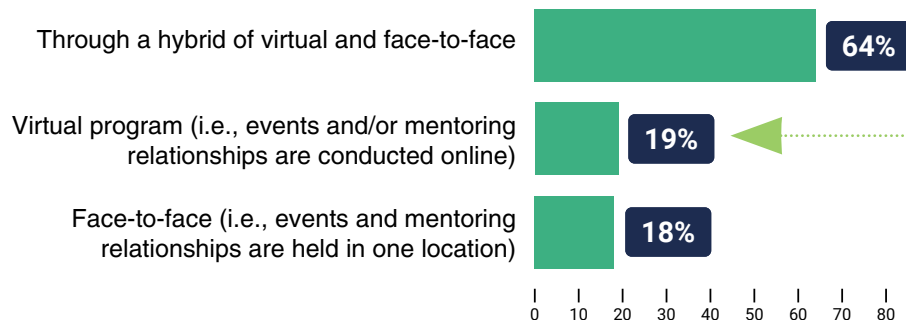 Through a hybrid of virtual and face-to-face
64%
Virtual program (i.e., events and/or mentoring
relationships are conducted online)
19%
Face-to-face (i.e., events and mentoring
relationships are held in one location)
18%
0 10 20 30 40 50 60 70 80